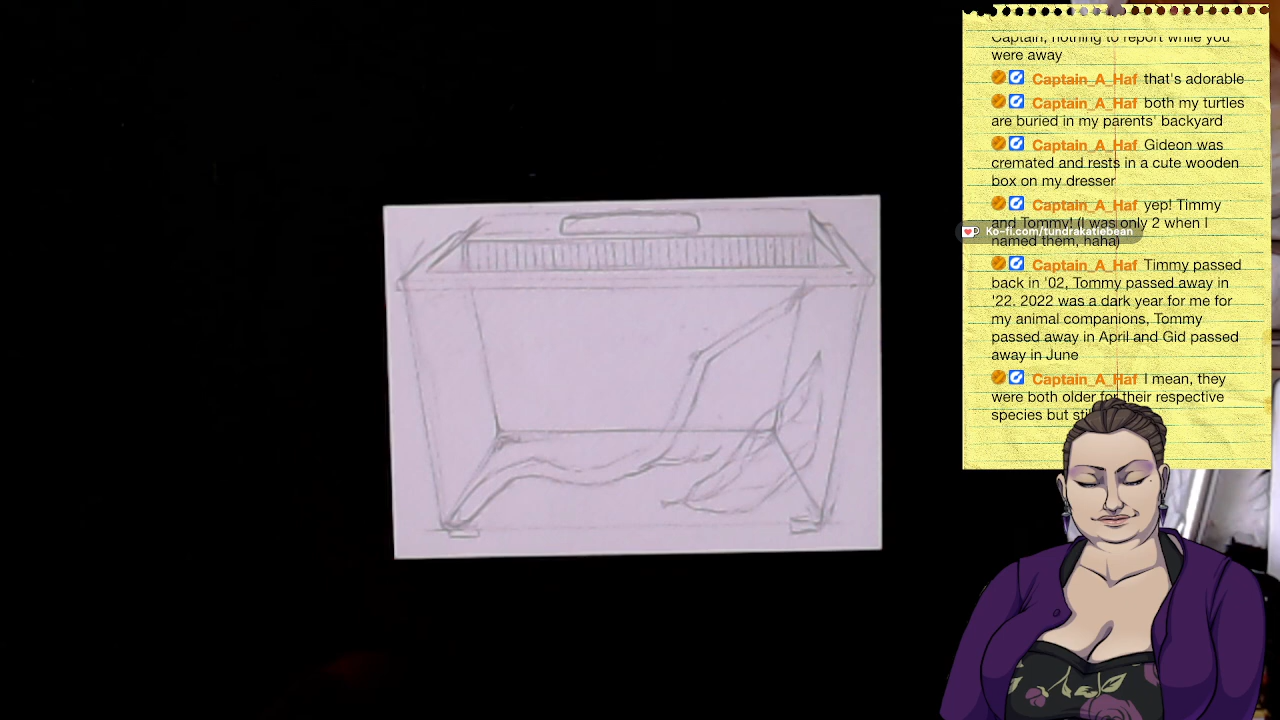 Captain, nothing to report while you
were away
Captain_A_Haf that's adorable
Captain_A_Haf both my turtles
are buried in my parents' backyard
Captain_A_Haf Gideon was
cremated and rests in a cute wooden
box on my dresser
Captain_A_Haf yep! Timmy
and Tommy! (I was only 2 when I
Ko-fi.com/tundrakatiebean
named them, haha)
Captain_A_Haf Timmy passed
back in '02, Tommy passed away in
'22. 2022 was a dark year for me for
my animal companions, Tommy
passed away in April and Gid passed
away in June
Captain_A_Haf I mean, they
were both older for their respective
species but